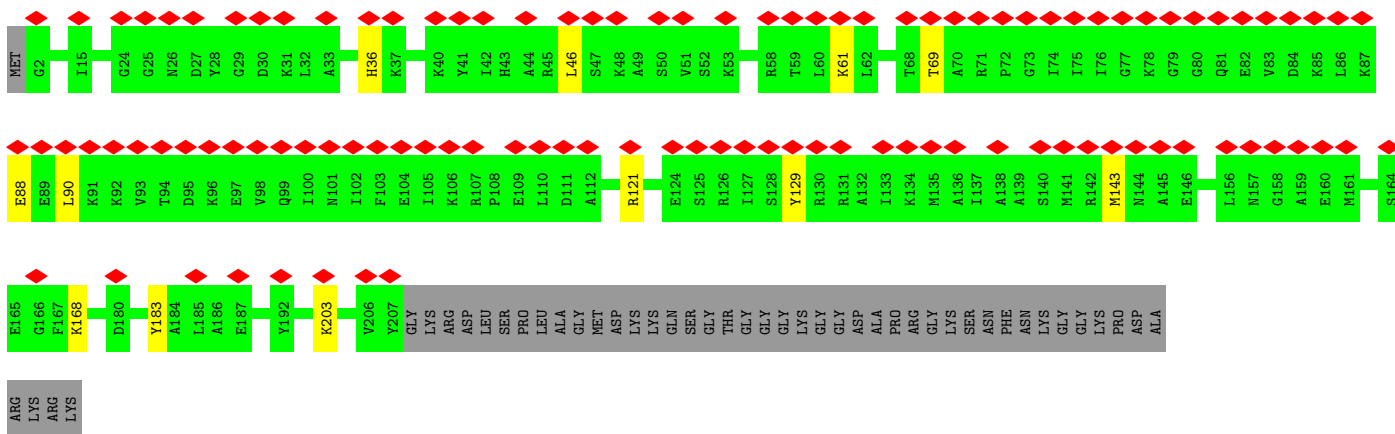 MET G2 I15 G24 G25 N26 D27 Y28 G29 D30 K31 L32 A33 H36 K37 K40 Y41 I42 H43 A44 R45 L46 S47 K48 A49 S50 V51 S52 K53 R58 T59 L60 K61 L62 T68 T69 A70 R71 P72 G73 I74 I75 I76 G77 K78 G79 G80 Q81 E82 V83 D84 K85 L86 K87
E88 E89 L90 K91 K92 V93 T94 D95 K96 E97 V98 Q99 I100 N101 I102 F103 E104 I105 K106 R107 P108 E109 L110 D111 A112 R121 E124 S125 R126 I127 S128 Y129 R130 R131 A132 I133 K134 M135 A136 I137 A138 A139 S140 M141 R142 M143 N144 A145 E146 L156 N157 G158 A159 E160 M161 S164
E165 G166 F167 K168 D180 Y183 A184 L185 A186 E187 Y192 K203 V206 Y207 GLY LYS ARG ASP LEU SER PRO LEU ALA GLY MET ASP LYS LYS GLN SER GLY THR GLY GLY GLY LYS GLY GLY ASP ALA PRO ARG GLY LYS SER ASN PHE ASN LYS GLY GLY LYS PRO ASP ALA
ARG LYS ARG LYS